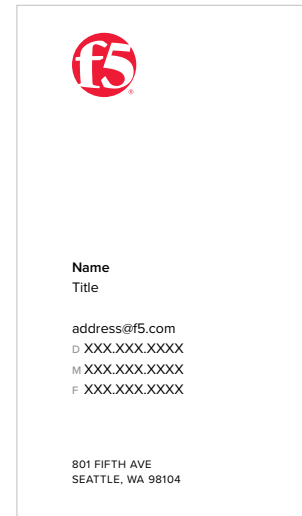 f5®
Name
Title
address@f5.com
D XXX.XXX.XXXX
M XXX.XXX.XXXX
F XXX.XXX.XXXX
801 FIFTH AVE
SEATTLE, WA 98104